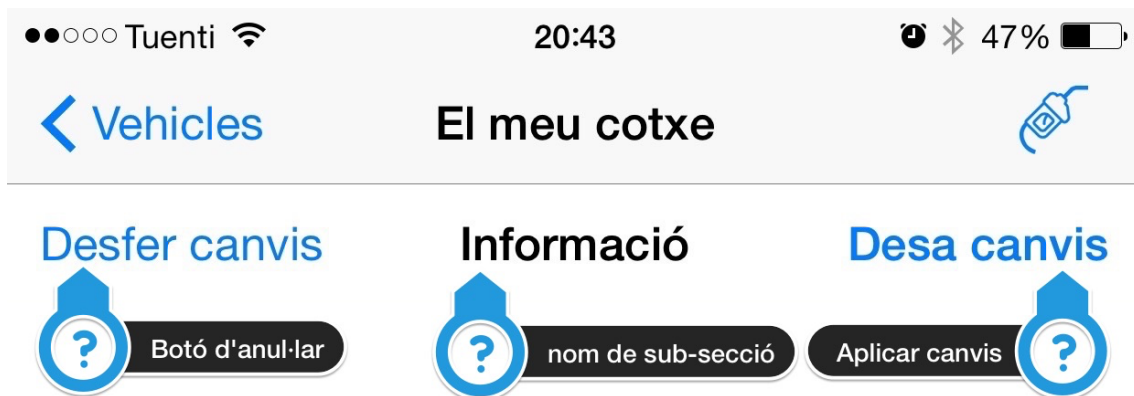 Tuenti 20:43 47%
Vehicles El meu cotxe
Desfer canvis Informació Desa canvis
? Botó d'anul·lar ? nom de sub-secció Aplicar canvis ?